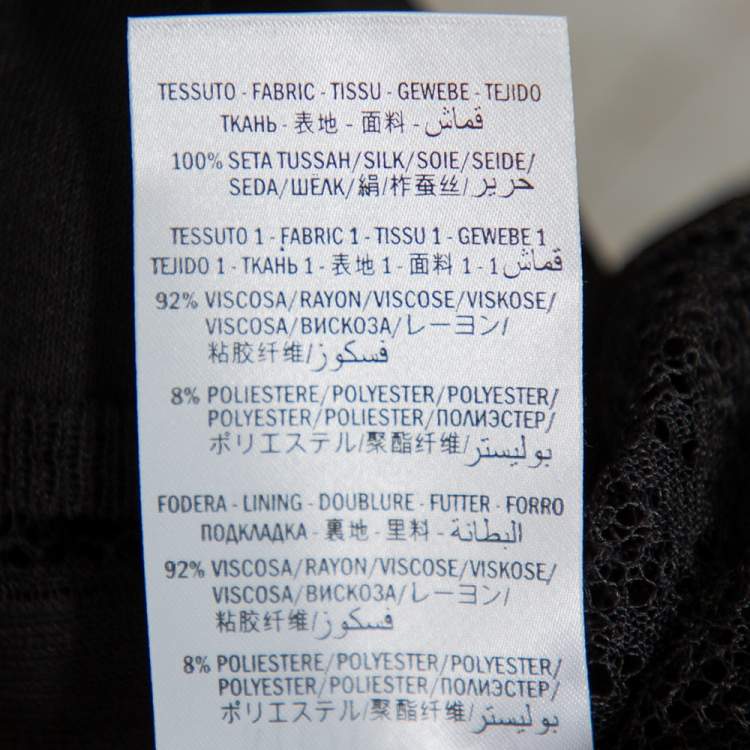 TESSUTO - FABRIC - TISSU - GEWEBE - TEJIDO
ТКАНЬ - 表地 - 面料 - قماش
100% SETA TUSSAH/SILK/SOIE/SEIDE/
SEDA/ШЁЛК/絹/柞蚕丝/حرير
TESSUTO 1 - FABRIC 1 - TISSU 1 - GEWEBE 1
TEJIDO 1 - ТКАНЬ 1 - 表地 1 - 面料 1 - قماش 1
92% VISCOSA/RAYON/VISCOSE/VISKOSE/
VISCOSA/ВИСКОЗА/レーヨン/
粘胶纤维/فسكوز
8% POLIESTERE/POLYESTER/POLYESTER/
POLYESTER/POLIESTER/ПОЛИЭСТЕР/
ポリエステル/聚酯纤维/بوليستر
FODERA - LINING - DOUBLURE - FUTTER - FORRO
ПОДКЛАДКА - 裏地 - 里料 - البطانة
92% VISCOSA/RAYON/VISCOSE/VISKOSE/
VISCOSA/ВИСКОЗА/レーヨン/
粘胶纤维/فسكوز
8% POLIESTERE/POLYESTER/POLYESTER/
POLYESTER/POLIESTER/ПОЛИЭСТЕР/
ポリエステル/聚酯纤维/بوليستر